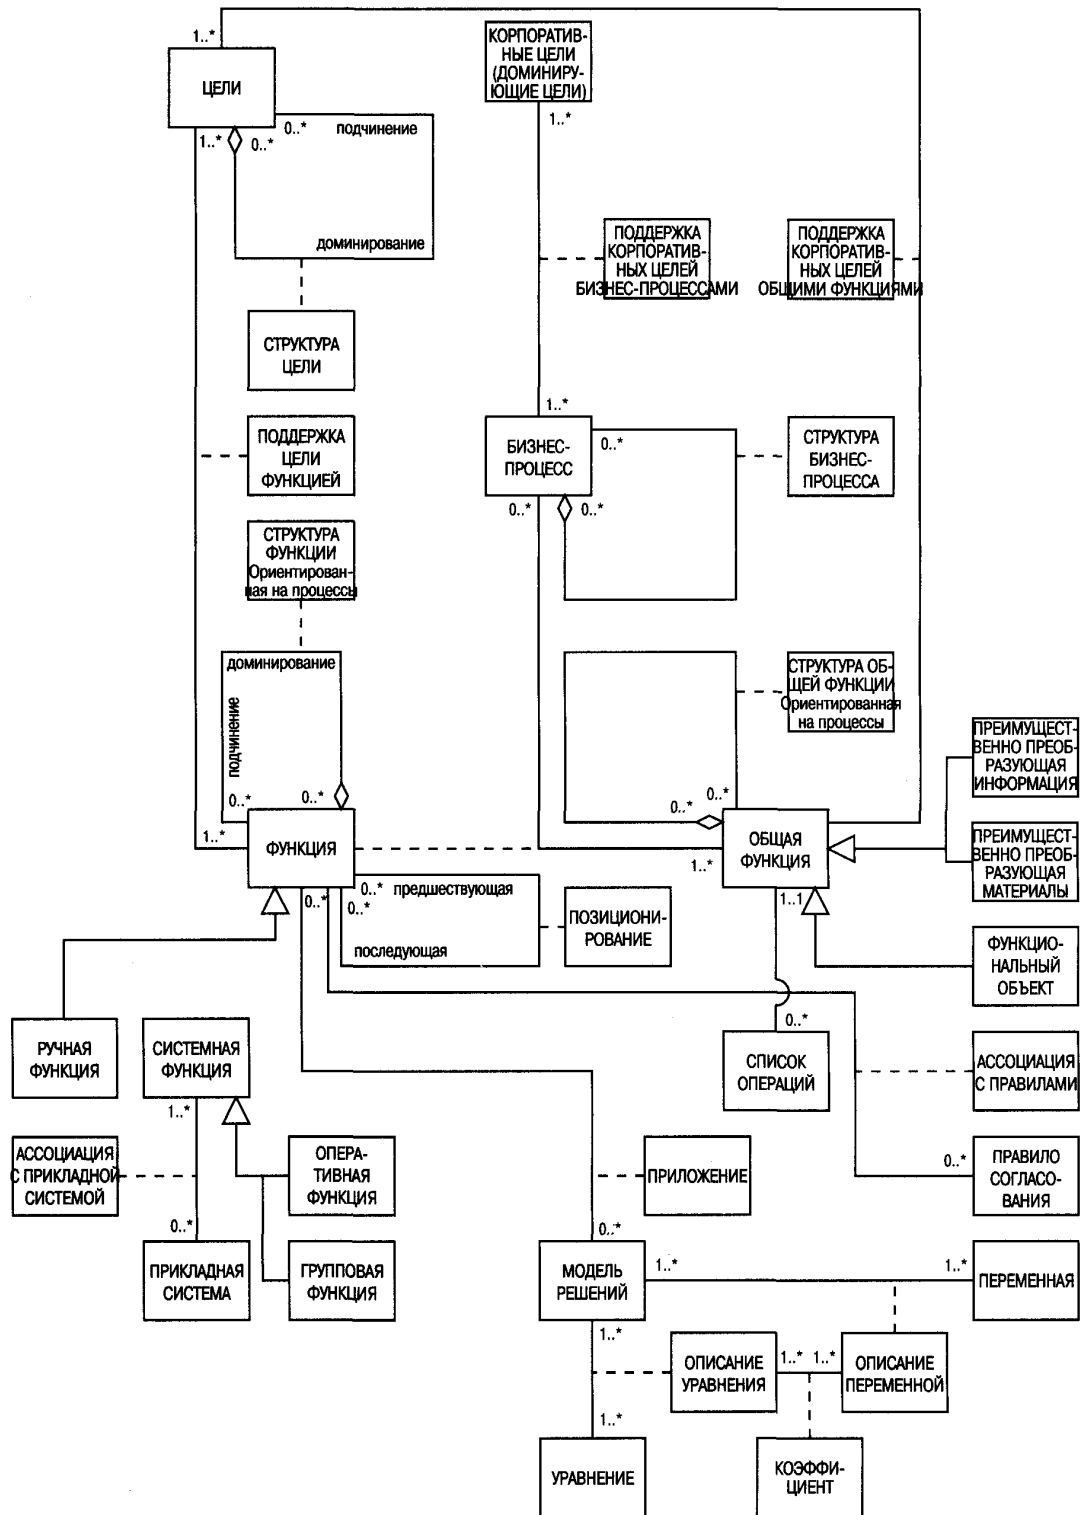 1..*
ЦЕЛИ
1..*
0..*
0..*
подчинение
доминирование
КОРПОРАТИВ-
НЫЕ ЦЕЛИ
(ДОМИНИРУ-
ЮЩИЕ ЦЕЛИ)
1..*
ПОДДЕРЖКА
КОРПОРАТИВ-
НЫХ ЦЕЛЕЙ
БИЗНЕС-ПРОЦЕССАМИ
ПОДДЕРЖКА
КОРПОРАТИВ-
НЫХ ЦЕЛЕЙ
ОБЩИМИ ФУНКЦИЯМИ
СТРУКТУРА
ЦЕЛИ
ПОДДЕРЖКА
ЦЕЛИ
ФУНКЦИЕЙ
1..*
БИЗНЕС-
ПРОЦЕСС
0..*
0..*
0..*
СТРУКТУРА
БИЗНЕС-
ПРОЦЕССА
СТРУКТУРА
ФУНКЦИИ
Ориентирован-
ная на процессы
доминирование
подчинение
0..*
0..*
1..*
ФУНКЦИЯ
СТРУКТУРА ОБ-
ЩЕЙ ФУНКЦИИ
Ориентированная
на процессы
0..*
0..*
1..*
ОБЩАЯ
ФУНКЦИЯ
1..1
ПРЕИМУЩЕСТ-
ВЕННО ПРЕОБ-
РАЗУЮЩАЯ
ИНФОРМАЦИЯ
ПРЕИМУЩЕСТ-
ВЕННО ПРЕОБ-
РАЗУЮЩАЯ
МАТЕРИАЛЫ
0..*
0..*
0..*
предшествующая
последующая
ПОЗИЦИОНИ-
РОВАНИЕ
ФУНКЦИО-
НАЛЬНЫЙ
ОБЪЕКТ
РУЧНАЯ
ФУНКЦИЯ
СИСТЕМНАЯ
ФУНКЦИЯ
1..*
0..*
СПИСОК
ОПЕРАЦИЙ
АССОЦИАЦИЯ
С ПРАВИЛАМИ
АССОЦИАЦИЯ
С ПРИКЛАДНОЙ
СИСТЕМОЙ
ОПЕРА-
ТИВНАЯ
ФУНКЦИЯ
ПРИЛОЖЕНИЕ
0..*
ПРАВИЛО
СОГЛАСО-
ВАНИЯ
0..*
ПРИКЛАДНАЯ
СИСТЕМА
ГРУППОВАЯ
ФУНКЦИЯ
0..*
МОДЕЛЬ
РЕШЕНИЙ
1..*
1..*
ПЕРЕМЕННАЯ
1..*
ОПИСАНИЕ
УРАВНЕНИЯ
1..*
1..*
ОПИСАНИЕ
ПЕРЕМЕННОЙ
1..*
УРАВНЕНИЕ
КОЭФФИ-
ЦИЕНТ